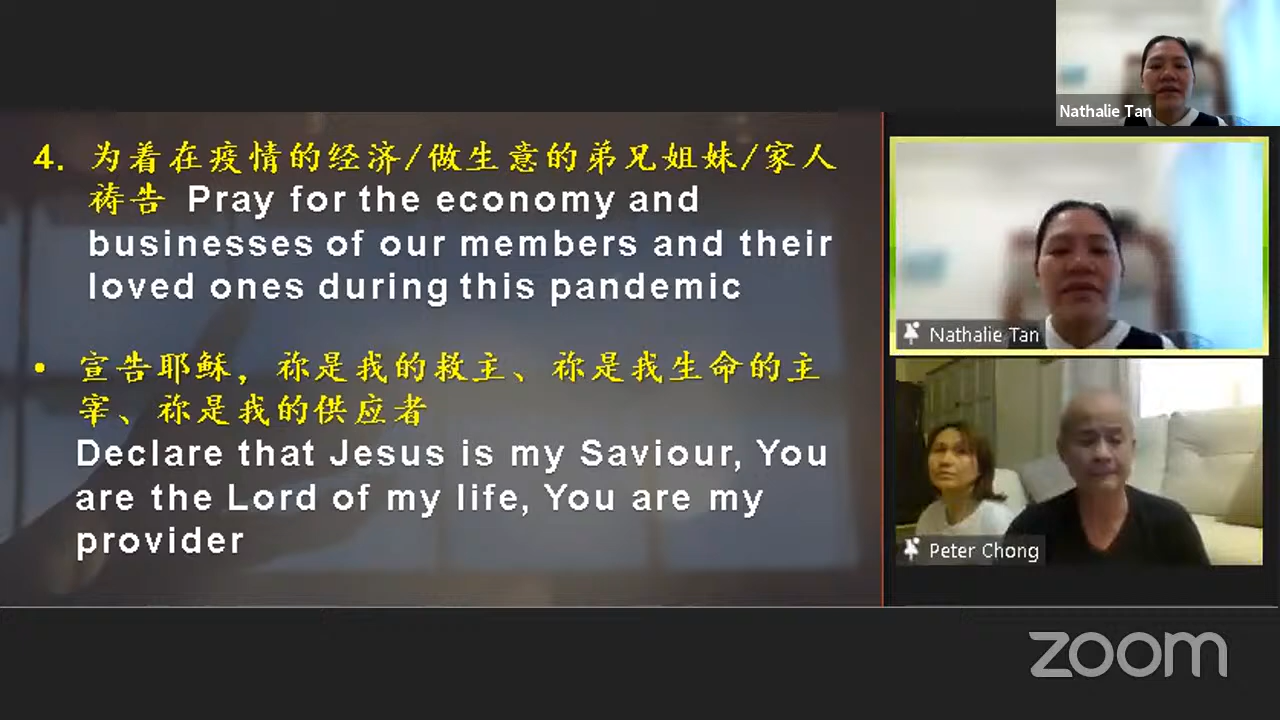 Nathalie Tan
4. 为着在疫情的经济/做生意的弟兄姐妹/家人
祷告 Pray for the economy and
businesses of our members and their
loved ones during this pandemic
• 宣告耶稣，祢是我的救主、祢是我生命的主
宰、祢是我的供应者
Declare that Jesus is my Saviour, You
are the Lord of my life, You are my
provider
Nathalie Tan
Peter Chong
zoom